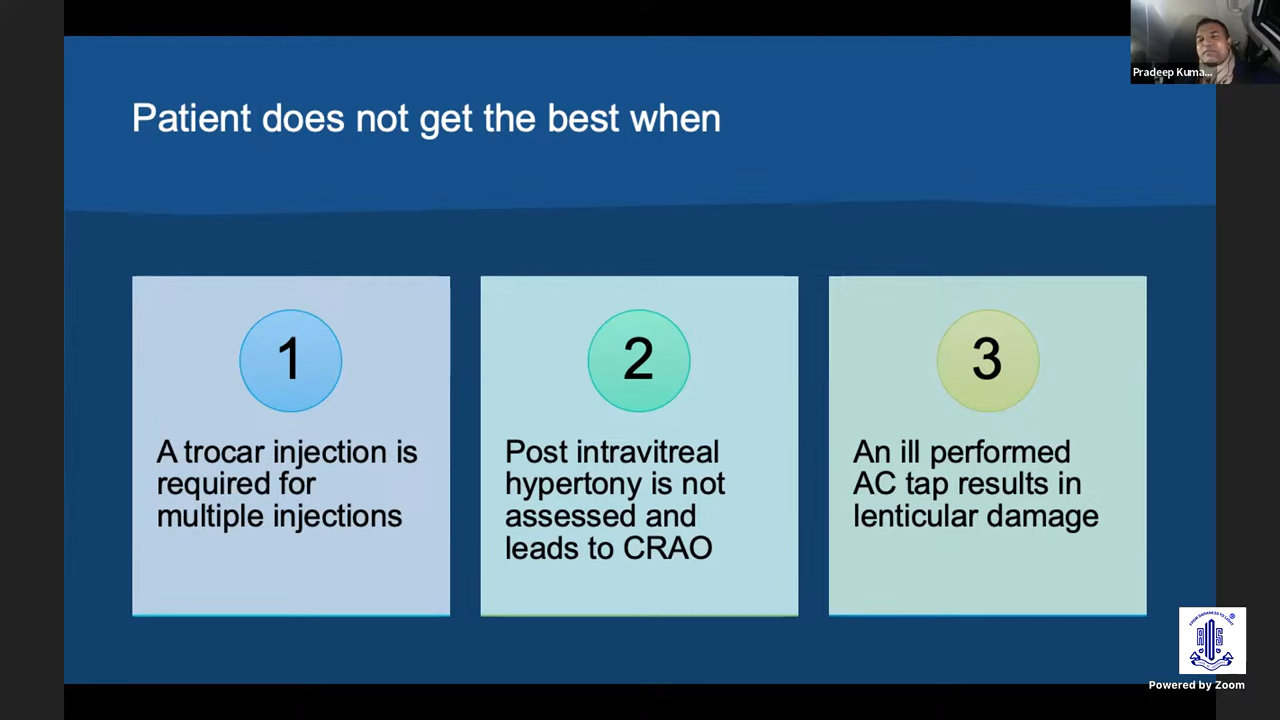 Pradeep Kuma...
Patient does not get the best when
1
A trocar injection is
required for
multiple injections
2
Post intravitreal
hypertony is not
assessed and
leads to CRAO
3
An ill performed
AC tap results in
lenticular damage
Powered by Zoom